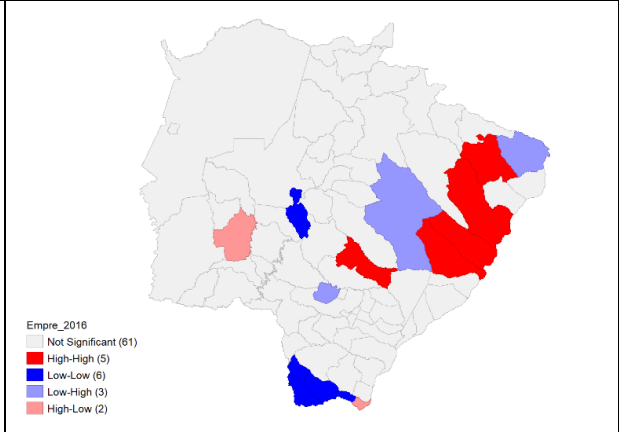 Empre_2016
Not Significant (61)
High-High (5)
Low-Low (6)
Low-High (3)
High-Low (2)